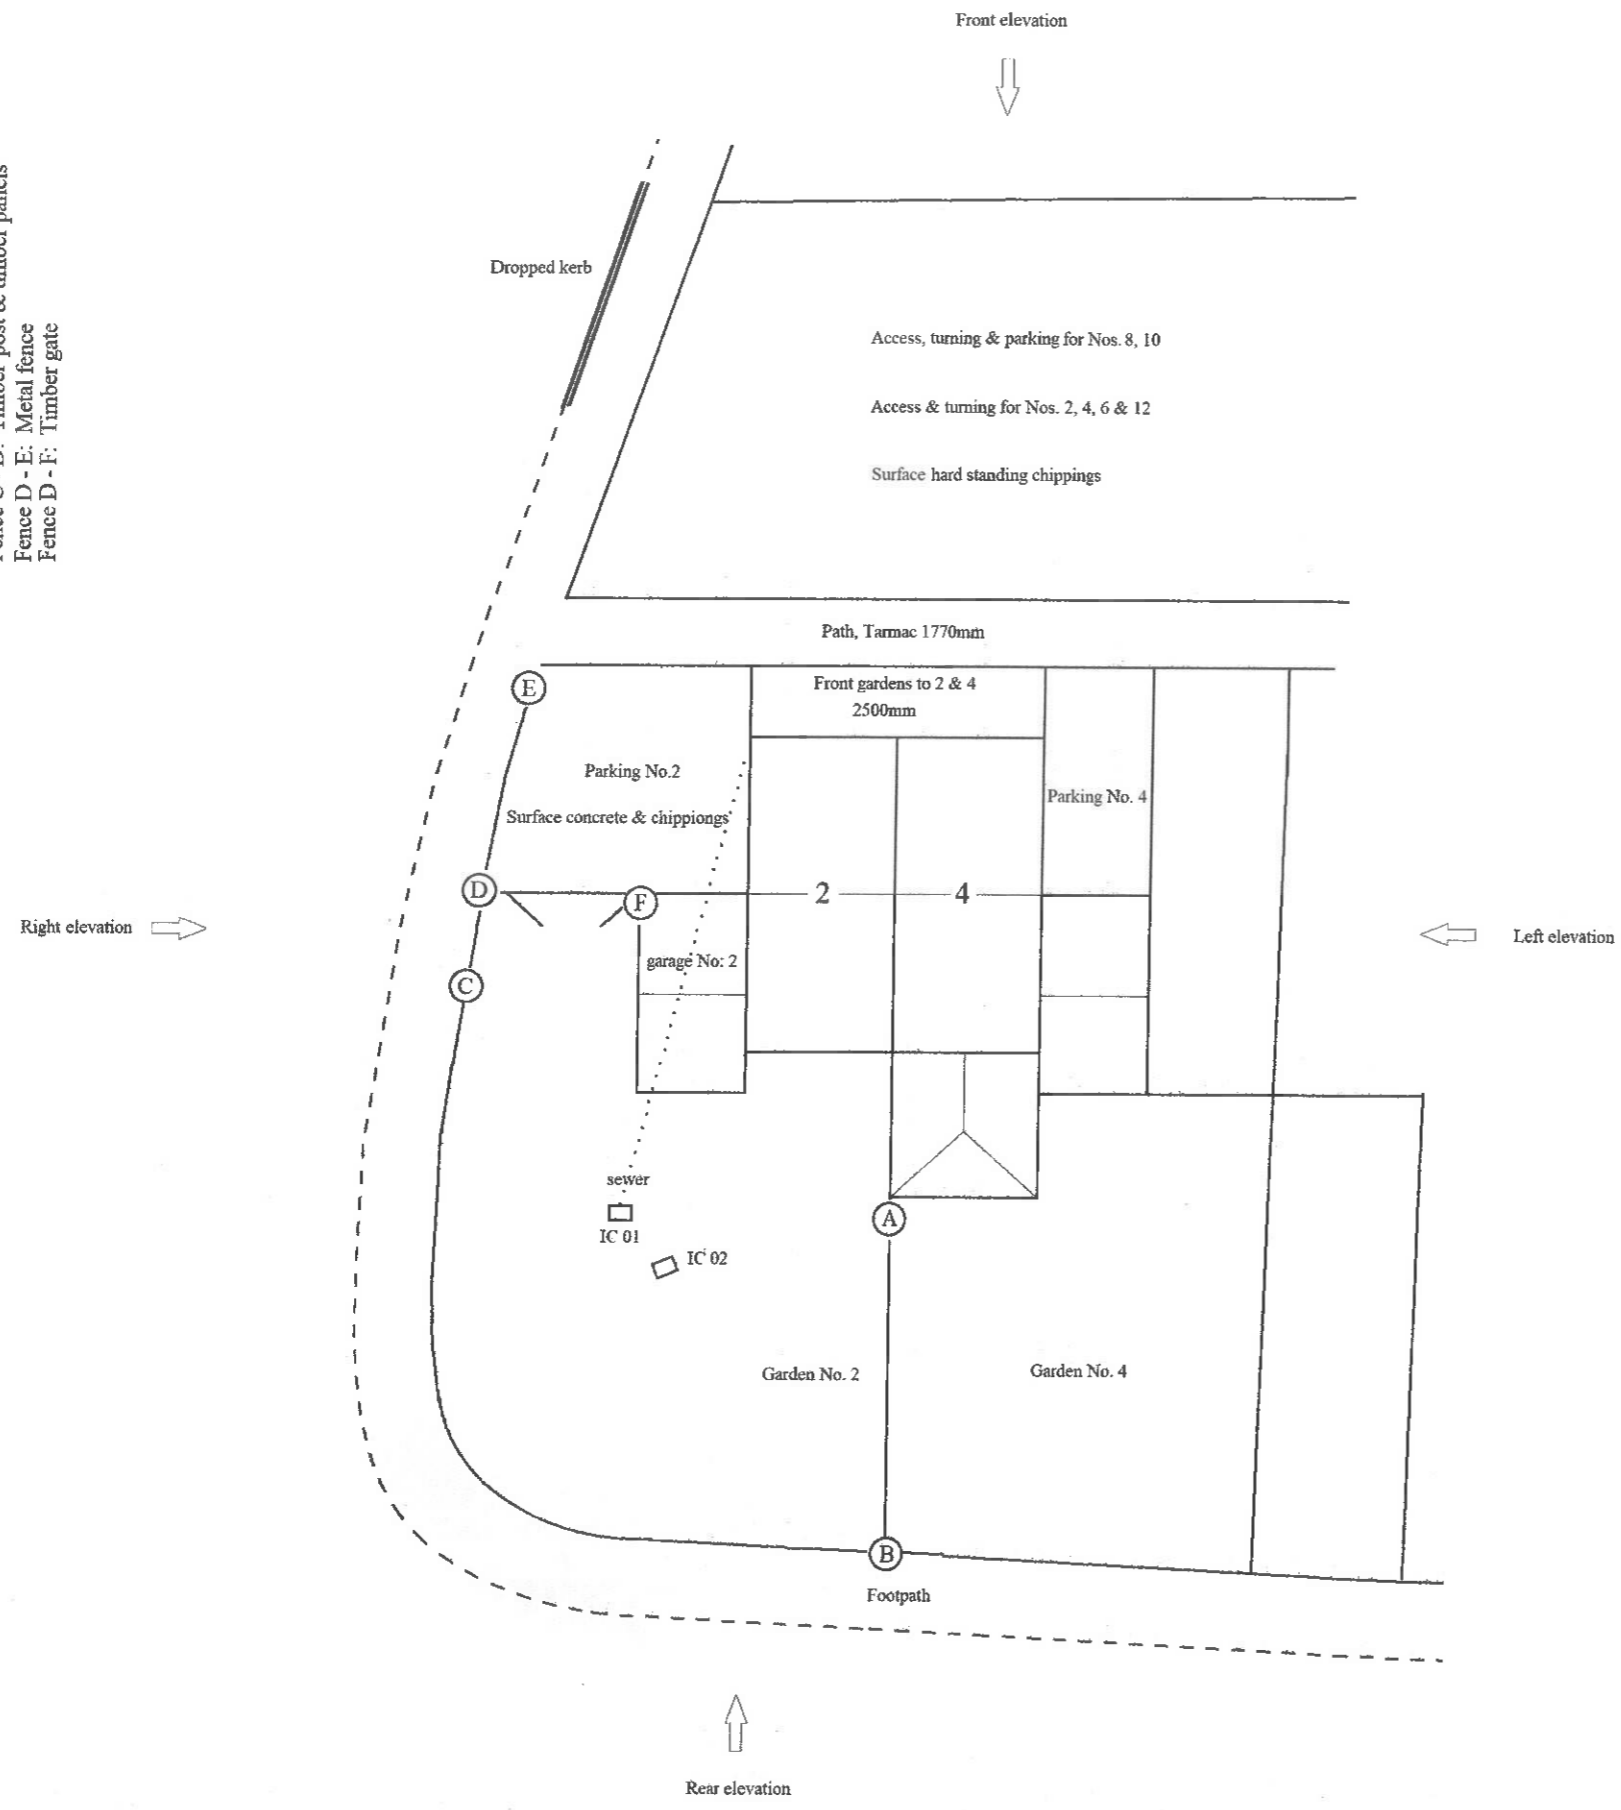 Front elevation
Fence D - E: Metal fence
Fence D - F: Timber gate
Dropped kerb
Access, turning & parking for Nos. 8, 10
Access & turning for Nos. 2, 4, 6 & 12
Surface hard standing chippings
Path, Tarmac 1770mm
E
Front gardens to 2 & 4
2500mm
Parking No.2
Surface concrete & chippiongs
Parking No. 4
D
F
2
4
Right elevation
Left elevation
garage No: 2
C
sewer
IC 01
IC 02
A
Garden No. 2
Garden No. 4
B
Footpath
Rear elevation